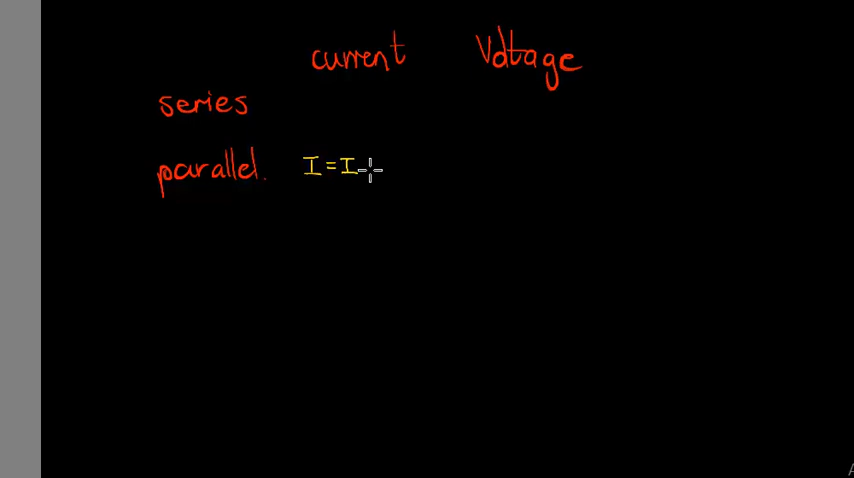 current Voltage
series
parallel. I = I